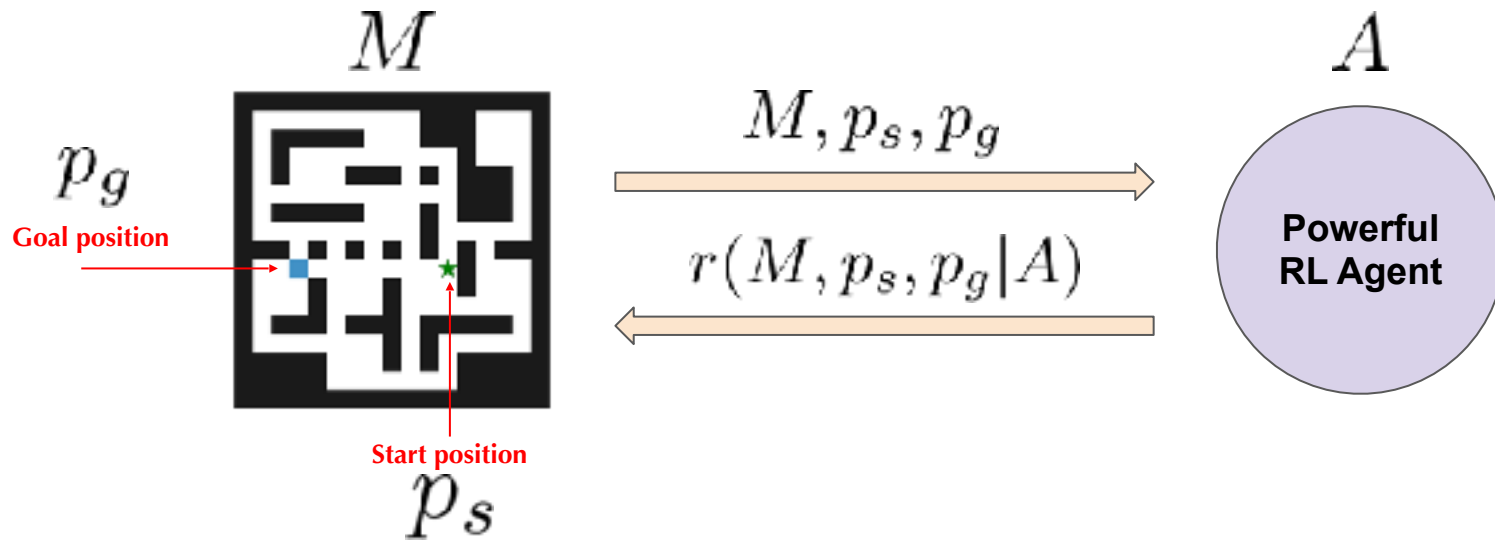 M
A
M, p_s, p_g
p_g
Goal position
r(M, p_s, p_g|A)
Powerful
RL Agent
Start position
p_s